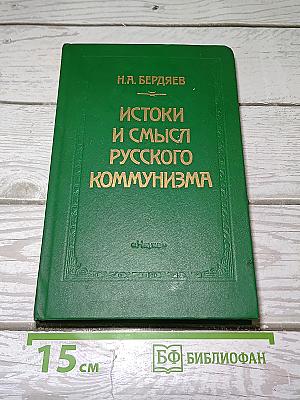 Н.А. БЕРДЯЕВ
ИСТОКИ
И СМЫСЛ
РУССКОГО
КОММУНИЗМА
«Наука»
15 см
БФ БИБЛИОФАН